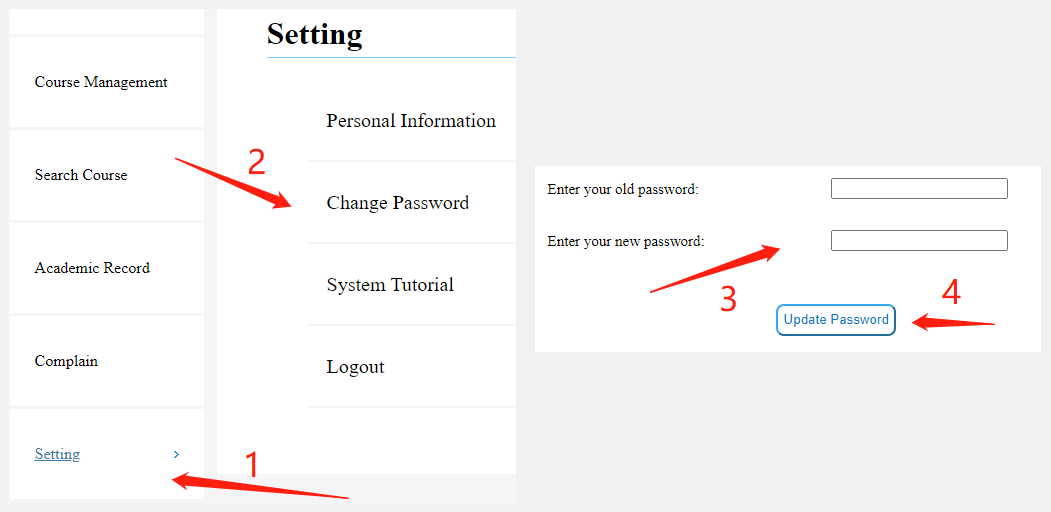 Course Management
Search Course
Academic Record
Complain
Setting
1
Setting
Personal Information
2
Change Password
System Tutorial
Logout
Enter your old password:
Enter your new password:
3
4
Update Password